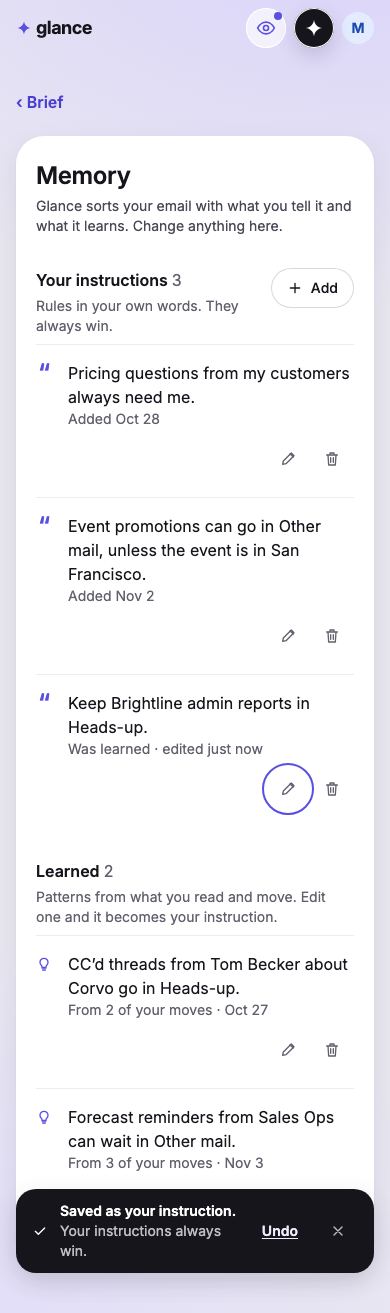 glance
M
‹ Brief
Memory
Glance sorts your email with what you tell it and
what it learns. Change anything here.
Your instructions 3
Add
Rules in your own words. They
always win.
Pricing questions from my customers
always need me.
Added Oct 28
Event promotions can go in Other
mail, unless the event is in San
Francisco.
Added Nov 2
Keep Brightline admin reports in
Heads-up.
Was learned · edited just now
Learned 2
Patterns from what you read and move. Edit
one and it becomes your instruction.
CC’d threads from Tom Becker about
Corvo go in Heads-up.
From 2 of your moves · Oct 27
Forecast reminders from Sales Ops
can wait in Other mail.
From 3 of your moves · Nov 3
Saved as your instruction.
Your instructions always
win.
Undo